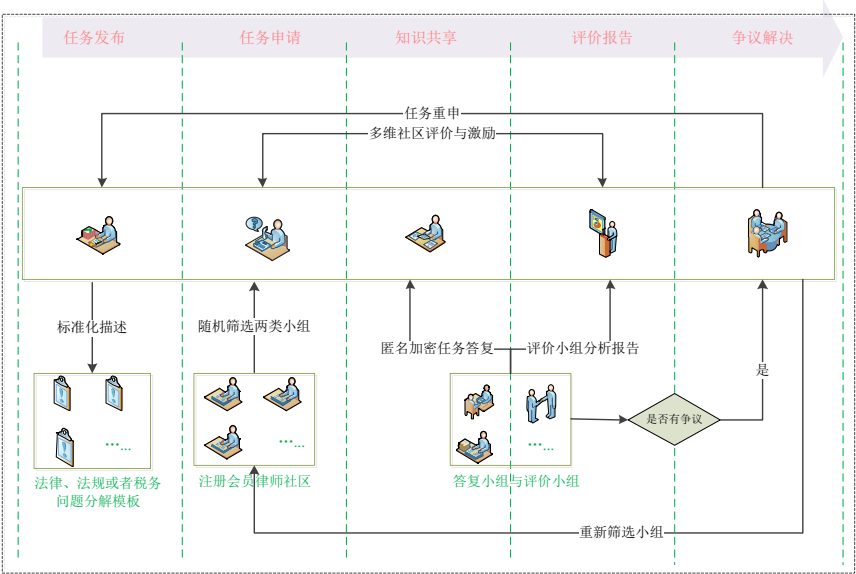 任务发布
任务申请
知识共享
评价报告
争议解决
任务重申
多维社区评价与激励
标准化描述
随机筛选两类小组
匿名加密任务答复
评价小组分析报告
是
是否有争议
法律、法规或者税务
问题分解模板
注册会员律师社区
答复小组与评价小组
重新筛选小组